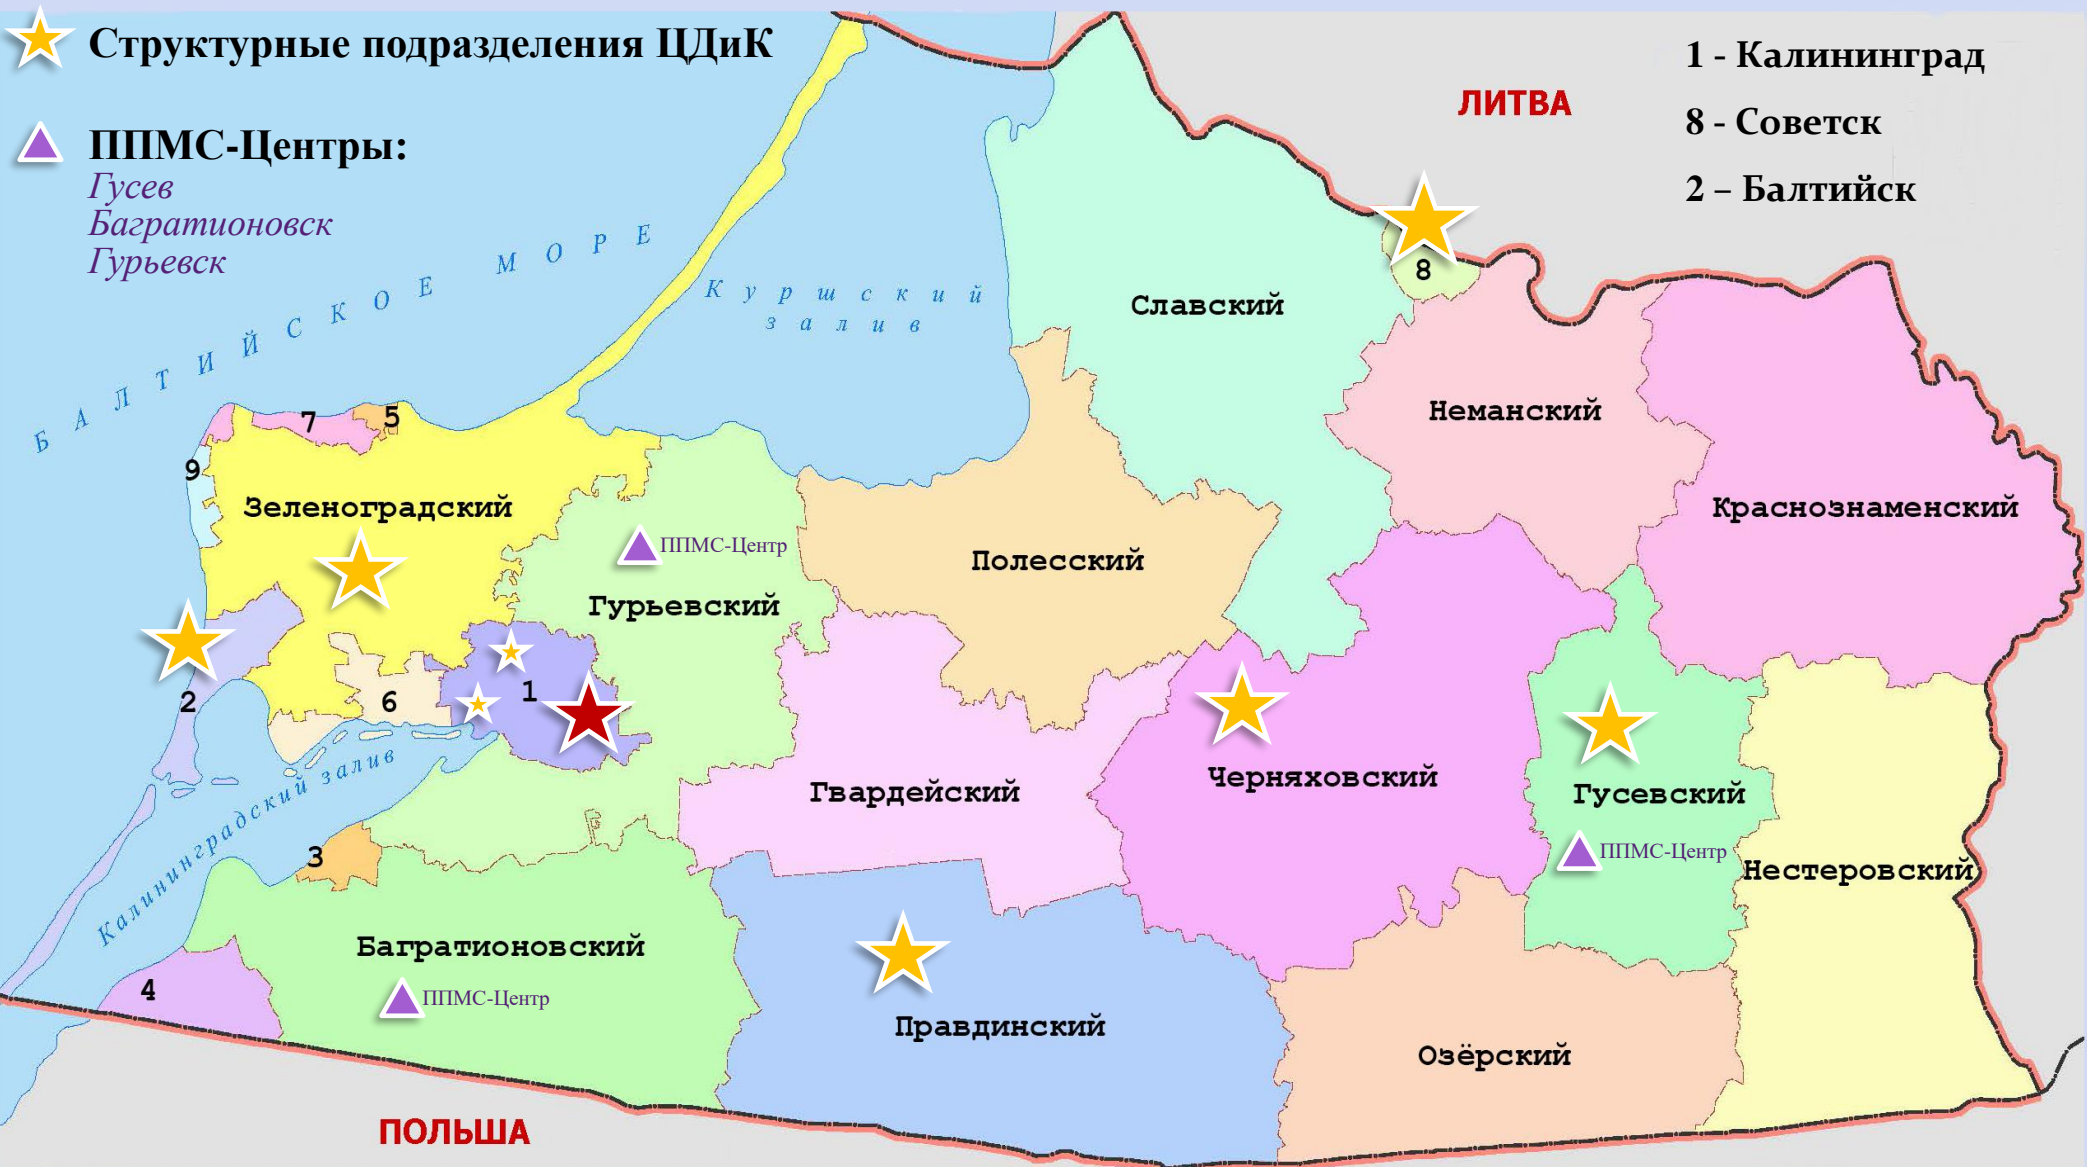 Структурные подразделения ЦДиК
ППМС-Центры:
Гусев
Багратионовск
Гурьевск
1 - Калининград
8 - Советск
2 – Балтийск
ЛИТВА
БАЛТИЙСКОЕ МОРЕ
Куршский
залив
Славский
8
Неманский
Краснознаменский
7
5
9
Зеленоградский
ППМС-Центр
Гурьевский
Полесский
2
6
1
Калининградский залив
Гвардейский
Черняховский
Гусевский
ППМС-Центр
Нестеровский
3
Багратионовский
ППМС-Центр
4
Правдинский
Озёрский
ПОЛЬША